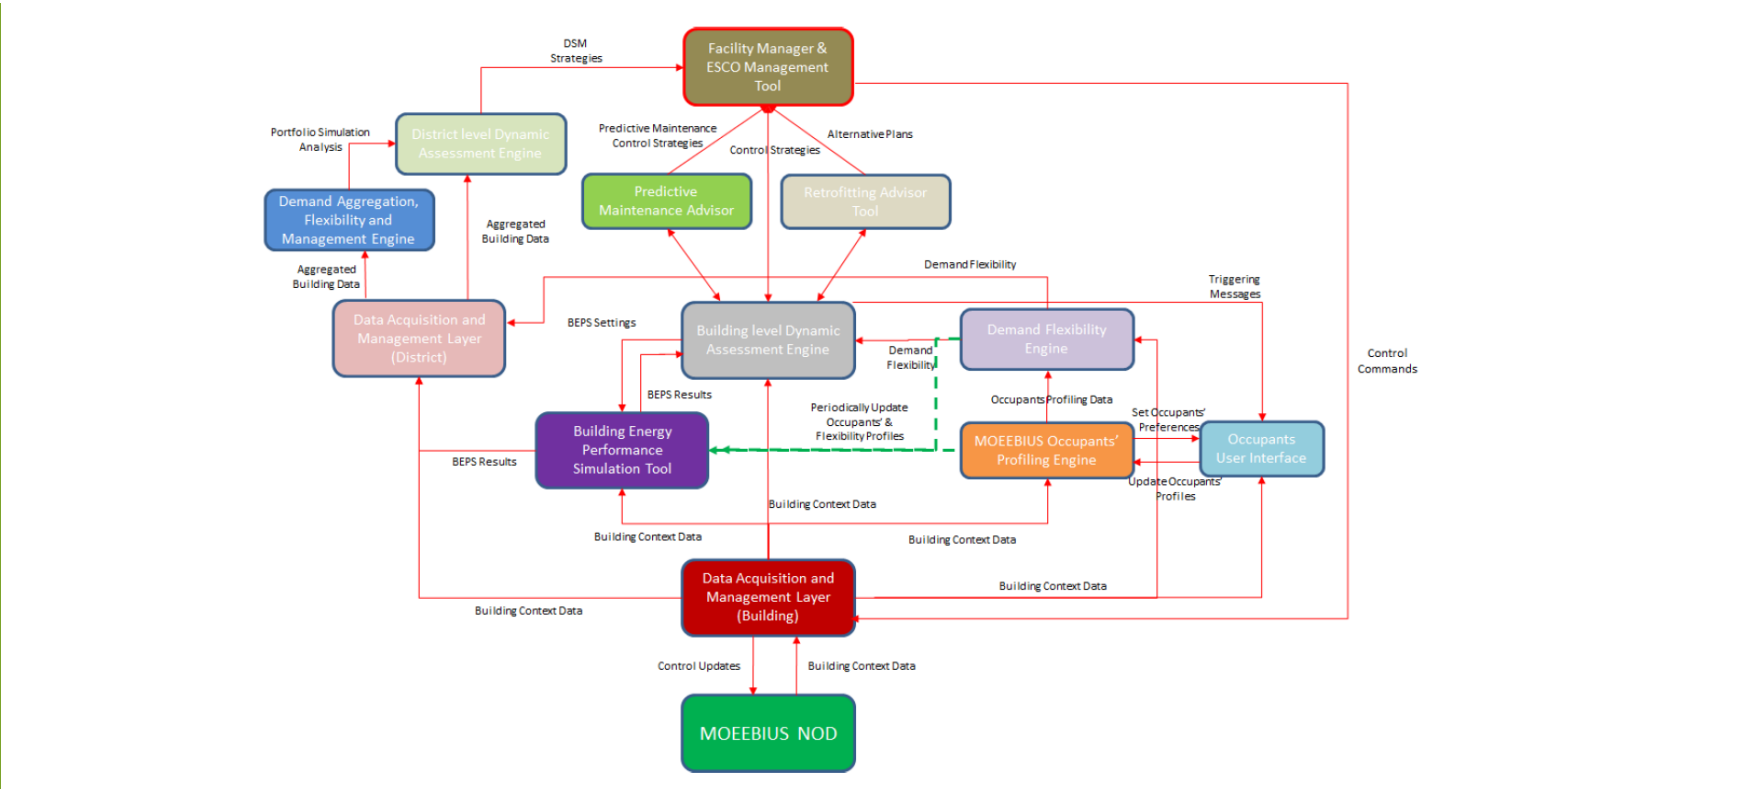 DSM
Strategies
Facility Manager &
ESCO Management
Tool
Portfolio Simulation
Analysis
District level Dynamic
Assessment Engine
Predictive Maintenance
Control Strategies
Control Strategies
Alternative Plans
Demand Aggregation,
Flexibility and
Management Engine
Predictive
Maintenance Advisor
Retrofitting Advisor
Tool
Aggregated
Building Data
Aggregated
Building Data
Demand Flexibility
Triggering
Messages
Data Acquisition and
Management Layer
(District)
BEPS Settings
Building level Dynamic
Assessment Engine
Demand
Flexibility
Demand Flexibility
Engine
Control
Commands
BEPS Results
Periodically Update
Occupants' &
Flexibility Profiles
Occupants Profiling Data
Set Occupants'
Preferences
Building Energy
Performance
Simulation Tool
BEPS Results
MOEEBIUS Occupants'
Profiling Engine
Occupants
User Interface
Update Occupants'
Profiles
Building Context Data
Building Context Data
Building Context Data
Data Acquisition and
Management Layer
(Building)
Building Context Data
Building Context Data
Control Updates
Building Context Data
MOEEBIUS NOD